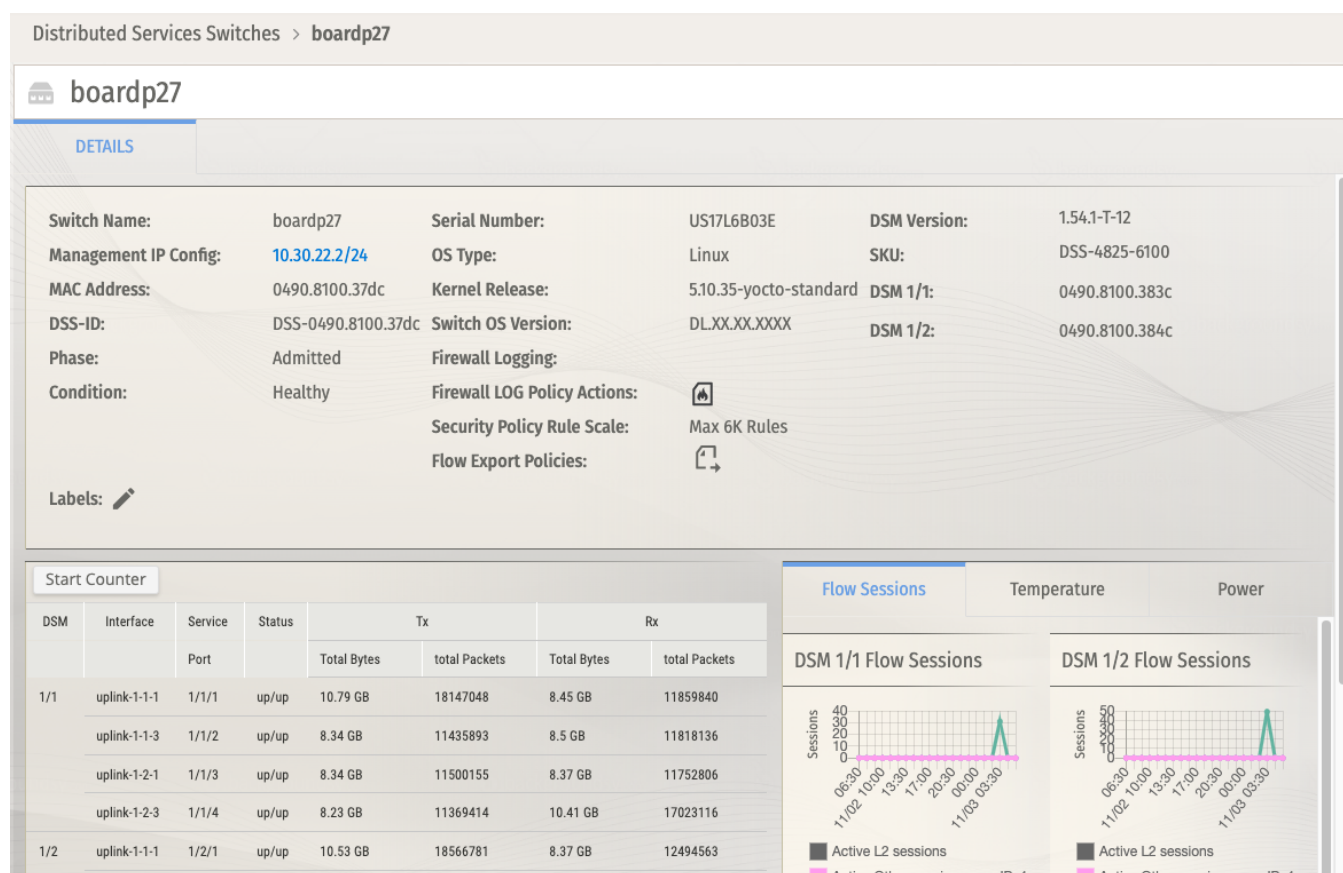 Distributed Services Switches > boardp27
boardp27
DETAILS
Switch Name: boardp27
Management IP Config: 10.30.22.2/24
MAC Address: 0490.8100.37dc
DSS-ID: DSS-0490.8100.37dc
Phase: Admitted
Condition: Healthy
Serial Number: US17L6B03E
OS Type: Linux
Kernel Release: 5.10.35-yocto-standard
Switch OS Version: DL.XX.XX.XXXX
Firewall Logging:
Firewall LOG Policy Actions:
Security Policy Rule Scale: Max 6K Rules
Flow Export Policies:
DSM Version: 1.54.1-T-12
SKU: DSS-4825-6100
DSM 1/1: 0490.8100.383c
DSM 1/2: 0490.8100.384c
Labels:
Start Counter
DSM Interface Service Port Status Tx Rx
Total Bytes total Packets Total Bytes total Packets
1/1 uplink-1-1-1 1/1/1 up/up 10.79 GB 18147048 8.45 GB 11859840
uplink-1-1-3 1/1/2 up/up 8.34 GB 11435893 8.5 GB 11818136
uplink-1-2-1 1/1/3 up/up 8.34 GB 11500155 8.37 GB 11752806
uplink-1-2-3 1/1/4 up/up 8.23 GB 11369414 10.41 GB 17023116
1/2 uplink-1-1-1 1/2/1 up/up 10.53 GB 18566781 8.37 GB 12494563
Flow Sessions Temperature Power
DSM 1/1 Flow Sessions
Sessions
40
30
20
10
0
06:30
11/02 10:00
13:30
17:00
20:30
00:00
11/03 03:30
Active L2 sessions
DSM 1/2 Flow Sessions
Sessions
50
40
30
20
10
0
06:30
11/02 10:00
13:30
17:00
20:30
00:00
11/03 03:30
Active L2 sessions